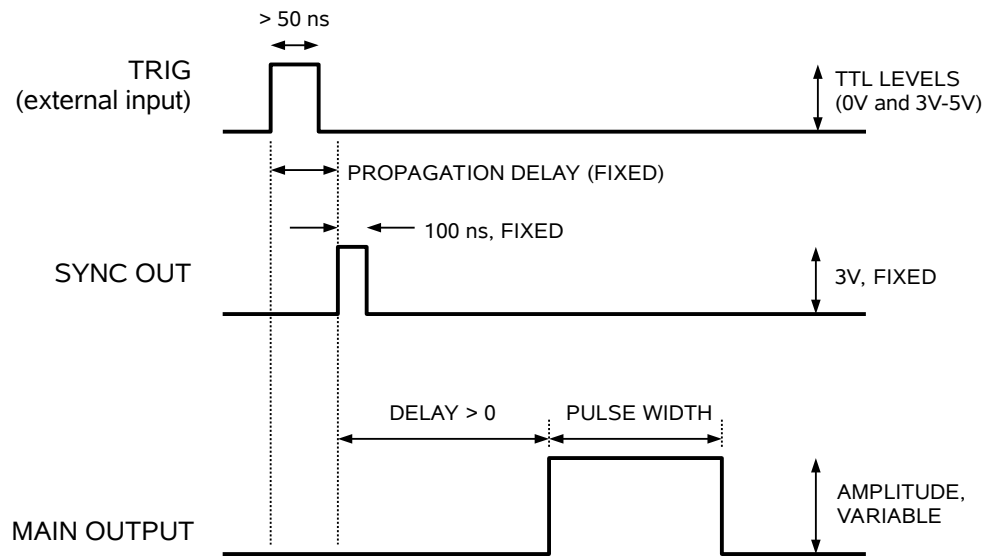 > 50 ns
TRIG
(external input)
TTL LEVELS
(0V and 3V-5V)
PROPAGATION DELAY (FIXED)
100 ns, FIXED
SYNC OUT
3V, FIXED
DELAY > 0
PULSE WIDTH
AMPLITUDE,
VARIABLE
MAIN OUTPUT